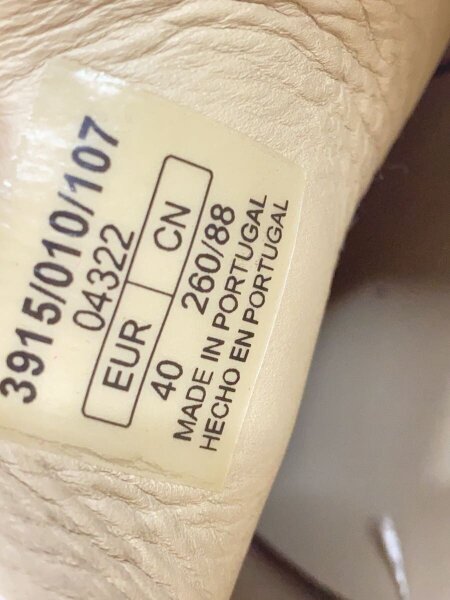 3915/010/107
04322
EUR CN
40 260/88
MADE IN PORTUGAL
HECHO EN PORTUGAL